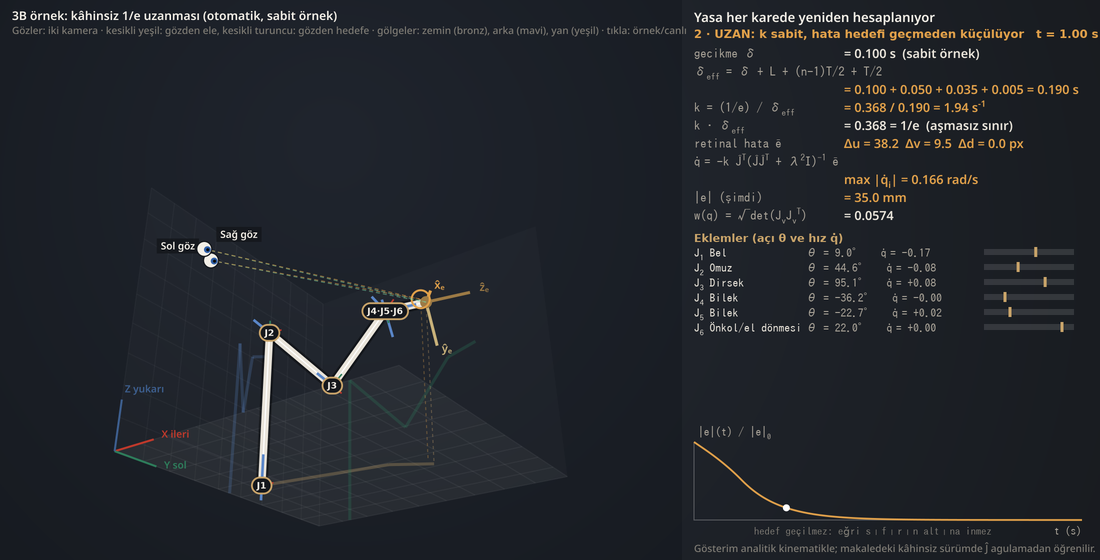 3B örnek: kâhinsiz 1/e uzanması (otomatik, sabit örnek)
Gözler: iki kamera · kesikli yeşil: gözden ele, kesikli turuncu: gözden hedefe · gölgeler: zemin (bronz), arka (mavi), yan (yeşil) · tıkla: örnek/canlı
Sağ göz
Sol göz
x̂ₑ
ẑₑ
J4·J5·J6
J2
ŷₑ
J3
Z yukarı
X ileri
Y sol
J1
Yasa her karede yeniden hesaplanıyor
2 · UZAN: k sabit, hata hedefi geçmeden küçülüyor t = 1.00 s
gecikme δ = 0.100 s (sabit örnek)
δ_eff = δ + L + (n-1)T/2 + T/2
= 0.100 + 0.050 + 0.035 + 0.005 = 0.190 s
k = (1/e) / δ_eff = 0.368 / 0.190 = 1.94 s⁻¹
k · δ_eff = 0.368 = 1/e (aşmasız sınır)
retinal hata ē Δu = 38.2 Δv = 9.5 Δd = 0.0 px
q̇ = -k Ĵᵀ(ĴĴᵀ + λ²I)⁻¹ ē
max |q̇ᵢ| = 0.166 rad/s
|e| (şimdi) = 35.0 mm
w(q) = √det(JᵥJᵥᵀ) = 0.0574
Eklemler (açı θ ve hız q̇)
J₁ Bel θ = 9.0° q̇ = -0.17
J₂ Omuz θ = 44.6° q̇ = -0.08
J₃ Dirsek θ = 95.1° q̇ = +0.08
J₄ Bilek θ = -36.2° q̇ = -0.00
J₅ Bilek θ = -22.7° q̇ = +0.02
J₆ Önkol/el dönmesi θ = 22.0° q̇ = +0.00
|e|(t) / |e|₀
hedef geçilmez: eğri sıfırın altına inmez
t (s)
Gösterim analitik kinematikle; makaledeki kâhinsiz sürümde Ĵ agulamadan öğrenilir.